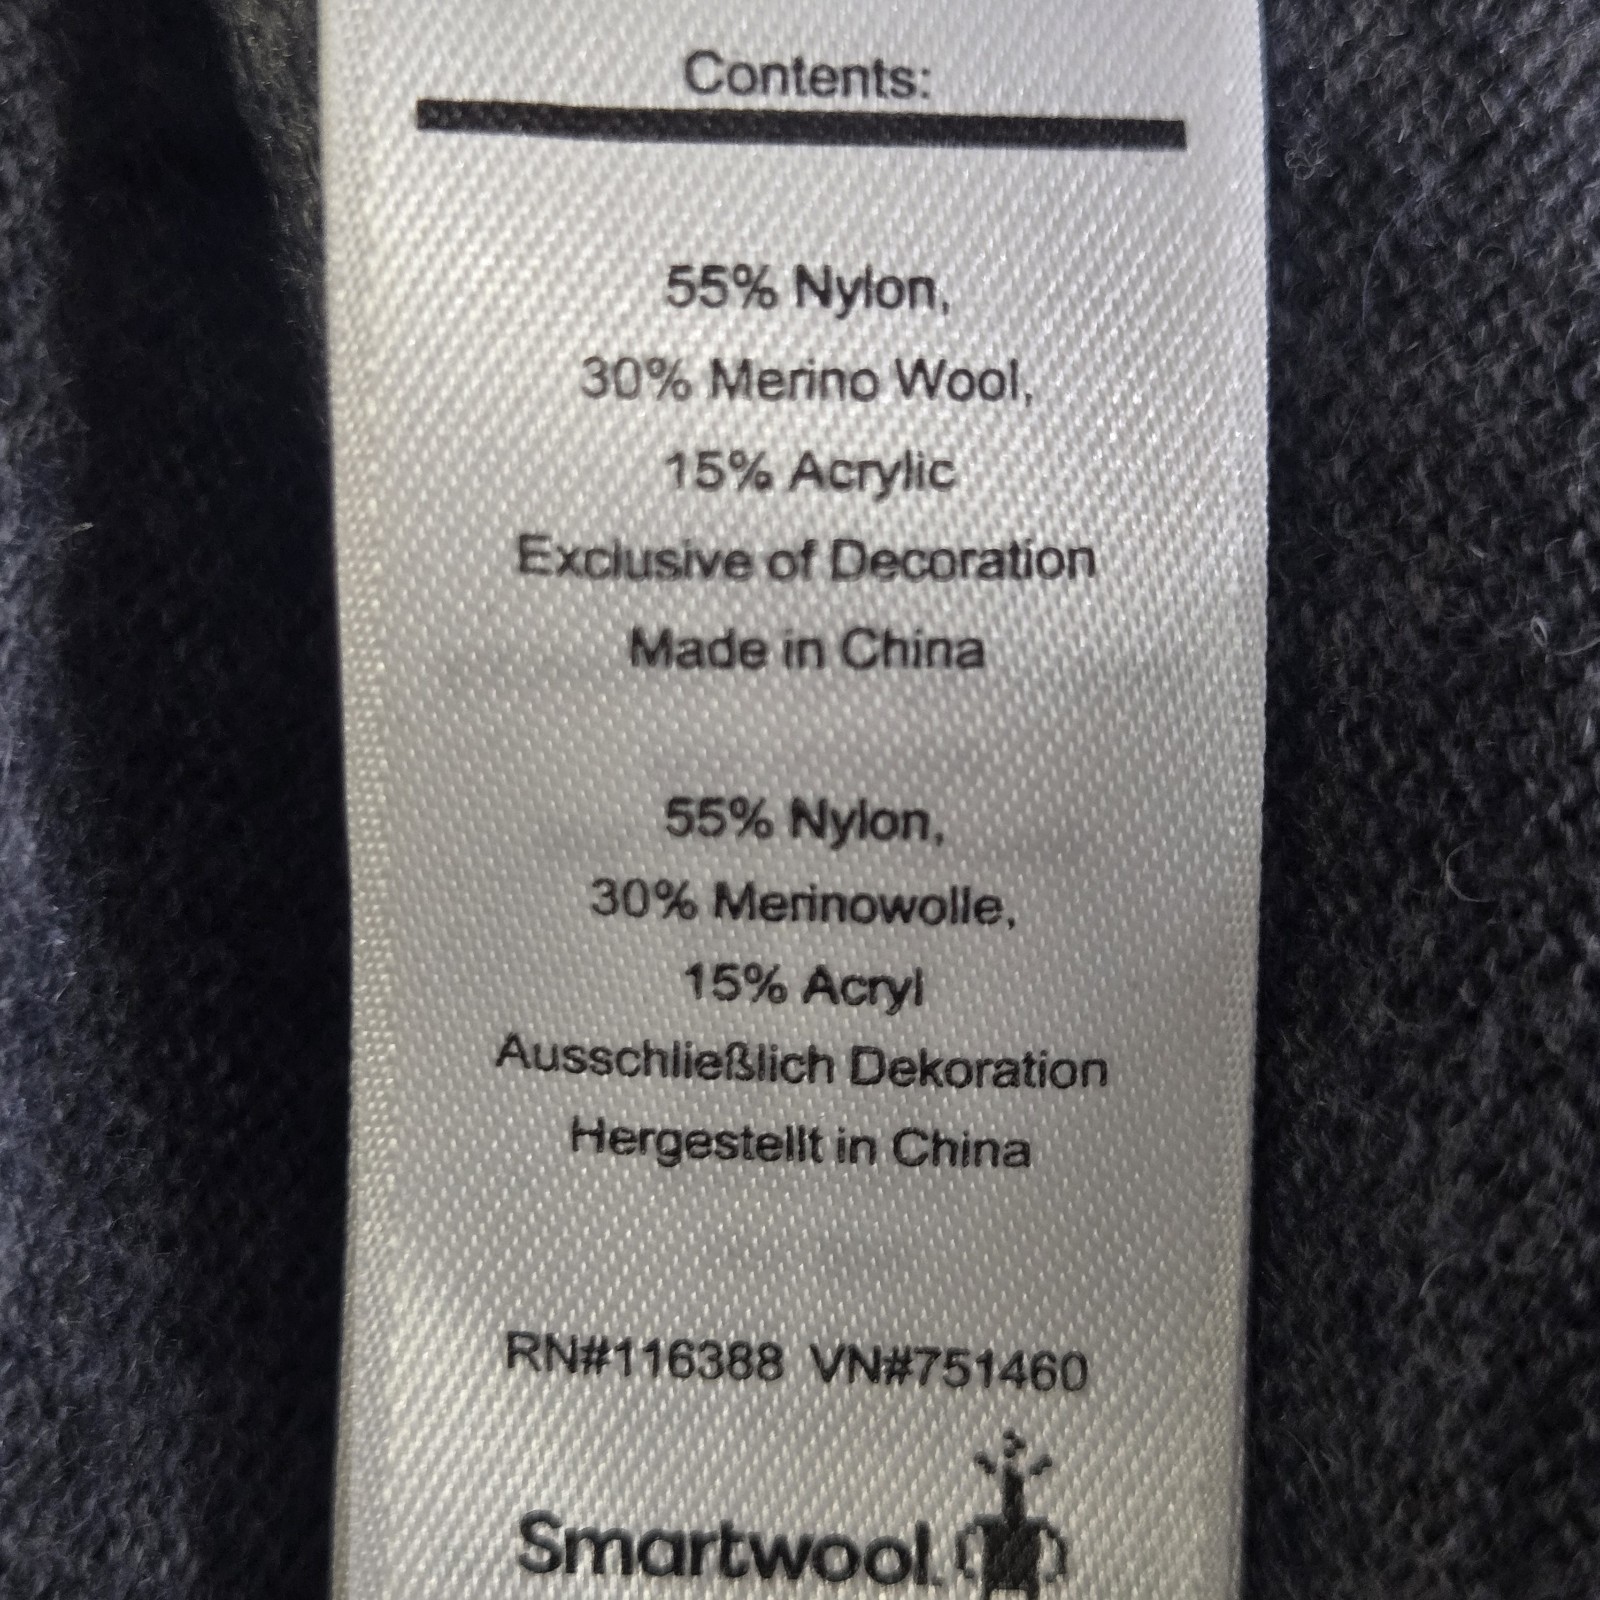 Contents:
55% Nylon,
30% Merino Wool,
15% Acrylic
Exclusive of Decoration
Made in China
55% Nylon,
30% Merinowolle,
15% Acryl
Ausschließlich Dekoration
Hergestellt in China
RN#116388 VN#751460
Smartwool